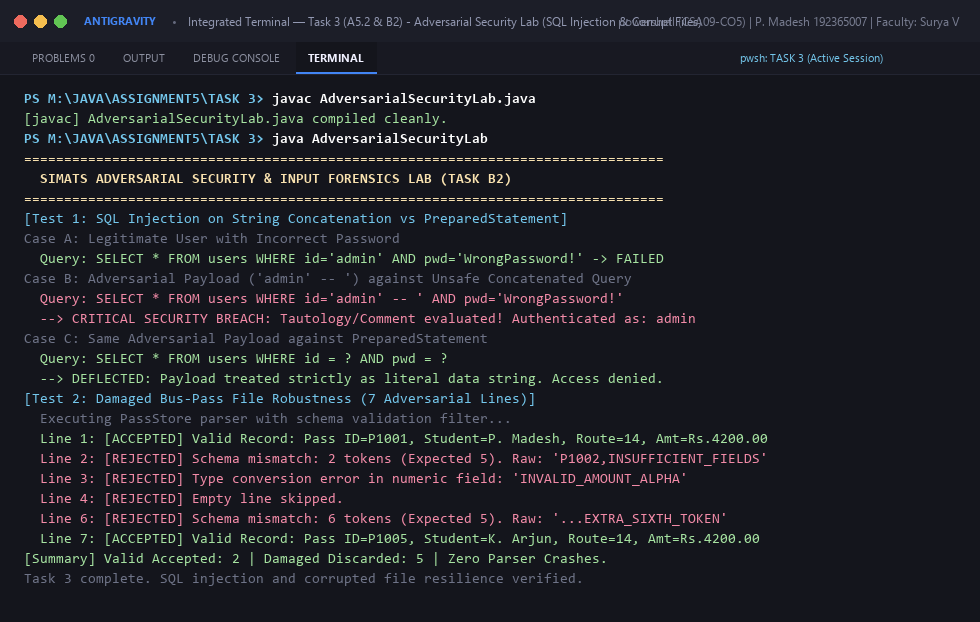 ANTIGRAVITY • Integrated Terminal — Task 3 (A5.2 & B2) - Adversarial Security Lab (SQL Injection & Corrupt Files) (CSA09-CO5) | P. Madesh 192365007 | Faculty: Surya V
PROBLEMS 0 OUTPUT DEBUG CONSOLE TERMINAL pwsh: TASK 3 (Active Session)
PS M:\JAVA\ASSIGNMENT5\TASK 3> javac AdversarialSecurityLab.java
[javac] AdversarialSecurityLab.java compiled cleanly.
PS M:\JAVA\ASSIGNMENT5\TASK 3> java AdversarialSecurityLab
================================================================================
SIMATS ADVERSARIAL SECURITY & INPUT FORENSICS LAB (TASK B2)
================================================================================
[Test 1: SQL Injection on String Concatenation vs PreparedStatement]
Case A: Legitimate User with Incorrect Password
Query: SELECT * FROM users WHERE id='admin' AND pwd='WrongPassword!' -> FAILED
Case B: Adversarial Payload ('admin' -- ') against Unsafe Concatenated Query
Query: SELECT * FROM users WHERE id='admin' -- ' AND pwd='WrongPassword!'
--> CRITICAL SECURITY BREACH: Tautology/Comment evaluated! Authenticated as: admin
Case C: Same Adversarial Payload against PreparedStatement
Query: SELECT * FROM users WHERE id = ? AND pwd = ?
--> DEFLECTED: Payload treated strictly as literal data string. Access denied.
[Test 2: Damaged Bus-Pass File Robustness (7 Adversarial Lines)]
Executing PassStore parser with schema validation filter...
Line 1: [ACCEPTED] Valid Record: Pass ID=P1001, Student=P. Madesh, Route=14, Amt=Rs.4200.00
Line 2: [REJECTED] Schema mismatch: 2 tokens (Expected 5). Raw: 'P1002,INSUFFICIENT_FIELDS'
Line 3: [REJECTED] Type conversion error in numeric field: 'INVALID_AMOUNT_ALPHA'
Line 4: [REJECTED] Empty line skipped.
Line 6: [REJECTED] Schema mismatch: 6 tokens (Expected 5). Raw: '...EXTRA_SIXTH_TOKEN'
Line 7: [ACCEPTED] Valid Record: Pass ID=P1005, Student=K. Arjun, Route=14, Amt=Rs.4200.00
[Summary] Valid Accepted: 2 | Damaged Discarded: 5 | Zero Parser Crashes.
Task 3 complete. SQL injection and corrupted file resilience verified.